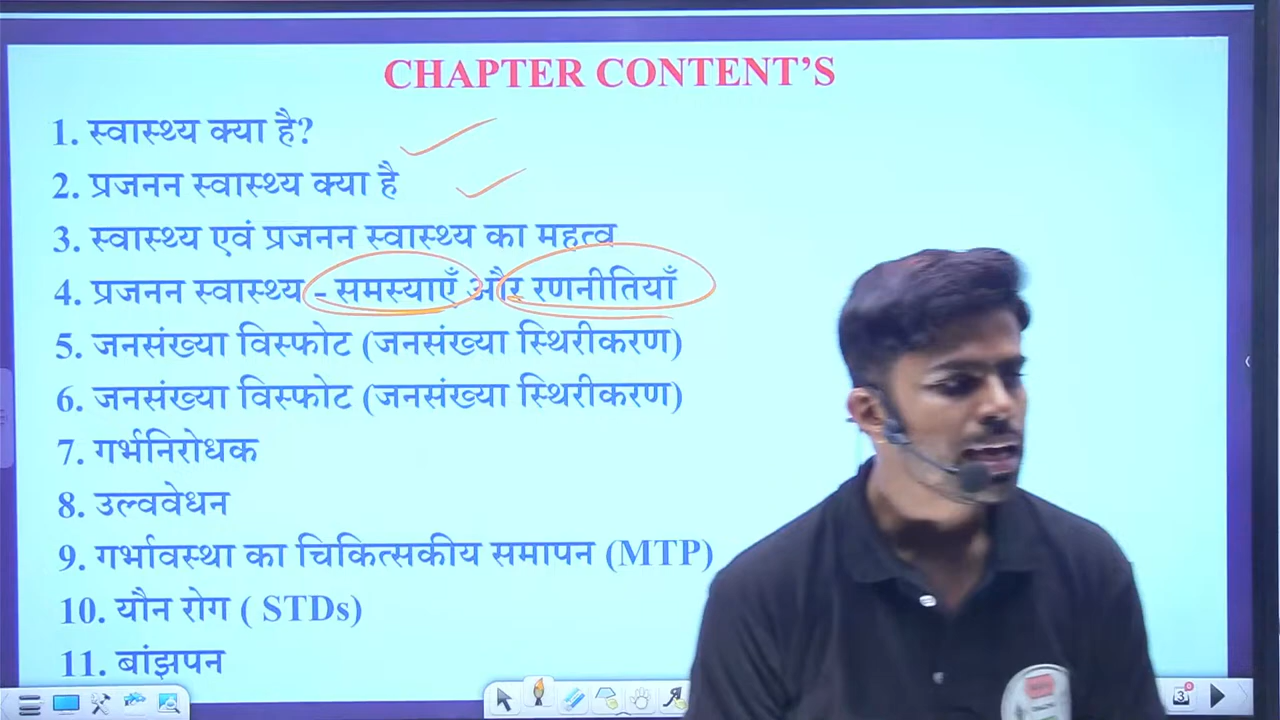 CHAPTER CONTENT'S
1. स्वास्थ्य क्या है?
2. प्रजनन स्वास्थ्य क्या है
3. स्वास्थ्य एवं प्रजनन स्वास्थ्य का महत्व
4. प्रजनन स्वास्थ्य - समस्याएँ और रणनीतियाँ
5. जनसंख्या विस्फोट (जनसंख्या स्थिरीकरण)
6. जनसंख्या विस्फोट (जनसंख्या स्थिरीकरण)
7. गर्भनिरोधक
8. उल्ववेधन
9. गर्भावस्था का चिकित्सकीय समापन (MTP)
10. यौन रोग ( STDs)
11. बांझपन
3